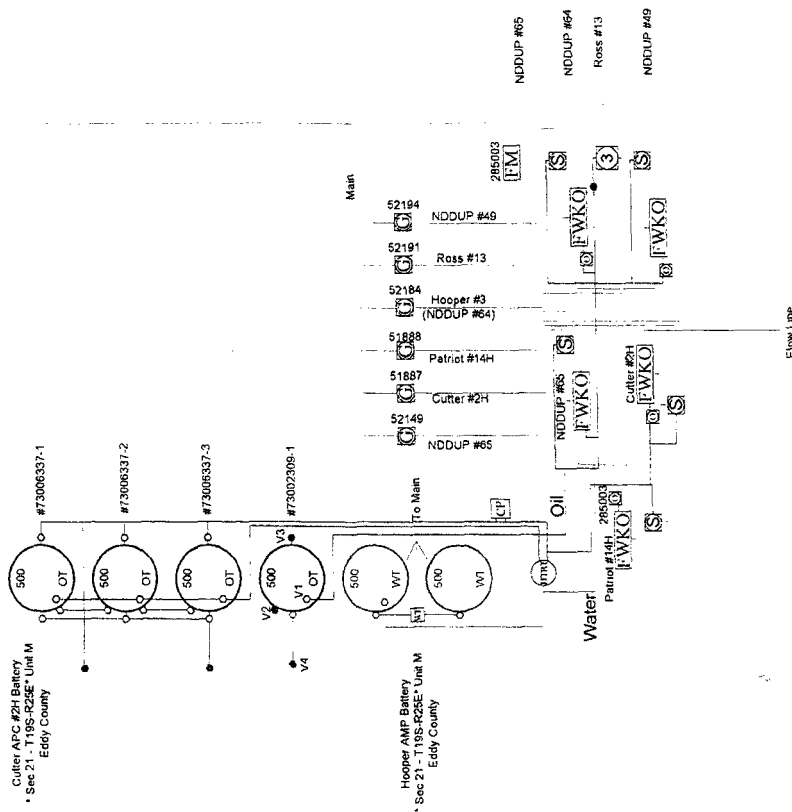 Cutter APC #2H Battery
* Sec 21 - T19S-R25E* Unit M
Eddy County
#73006337-1
#73006337-2
#73006337-3
#73002309-1
500
OT
500
OT
500
OT
500
OT
V1
V2
V3
V4
500
WT
500
WT
Hooper AMP Battery
* Sec 21 - T19S-R25E* Unit M
Eddy County
To Main
CP
Oil
Water
Main
52194
G
NDDUP #49
52191
G
Ross #13
52184
G
Hooper #3
(NDDUP #64)
51888
G
Patriot #14H
51887
G
Cutter #2H
52149
G
NDDUP #65
285003
FM
NDDUP #65
NDDUP #64
Ross #13
NDDUP #49
S
3
S
FWKO
O
FWKO
O
S
NDDUP #65
FWKO
Cutter #2H
FWKO
O
S
Patriot #14H
285003
FWKO
O
S
Flow Line